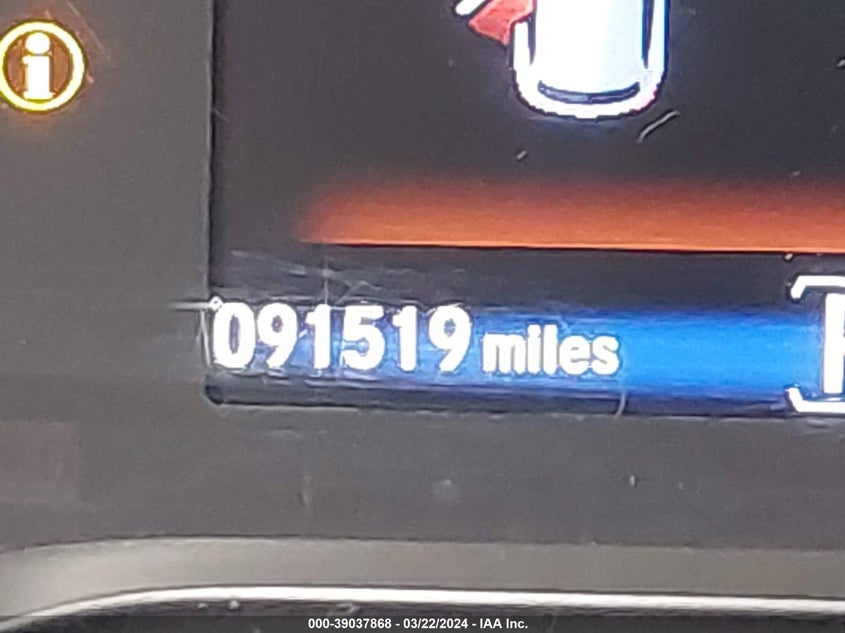 i
091519 miles
000-39037868 - 03/22/2024 - IAA Inc.